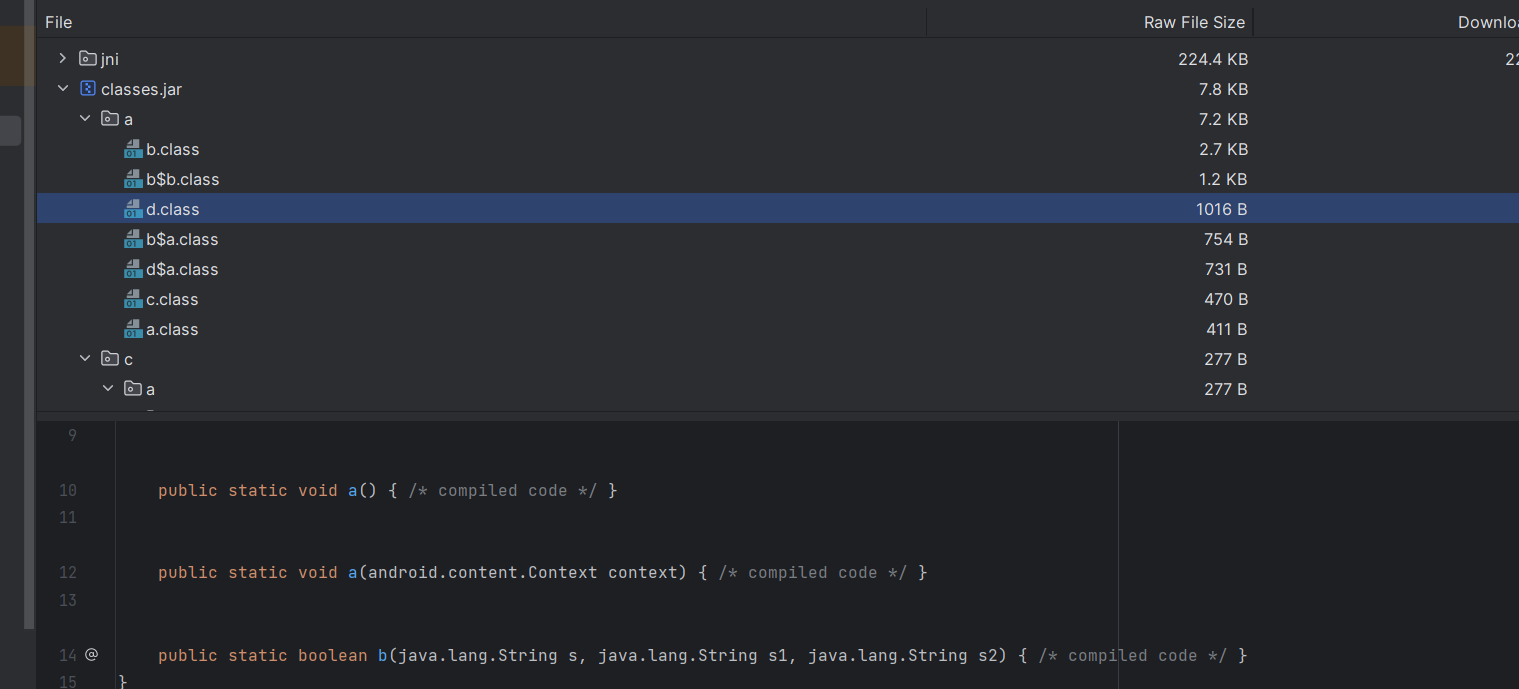 File Raw File Size Downlo
jni 224.4 KB 22
classes.jar 7.8 KB
a 7.2 KB
b.class 2.7 KB
b$b.class 1.2 KB
d.class 1016 B
b$a.class 754 B
d$a.class 731 B
c.class 470 B
a.class 411 B
c 277 B
a 277 B
9
10 public static void a() { /* compiled code */ }
11
12 public static void a(android.content.Context context) { /* compiled code */ }
13
14 @ public static boolean b(java.lang.String s, java.lang.String s1, java.lang.String s2) { /* compiled code */ }
15 }